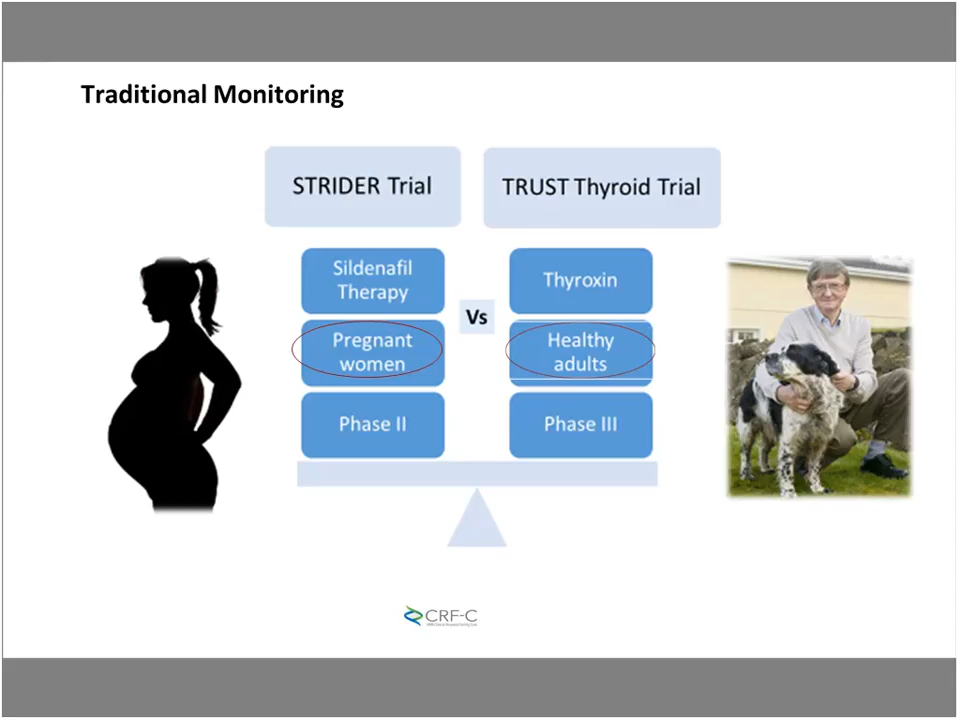 Traditional Monitoring
STRIDER Trial
TRUST Thyroid Trial
Sildenafil
Therapy
Thyroxin
Vs
Pregnant
women
Healthy
adults
Phase II
Phase III
CRF-C